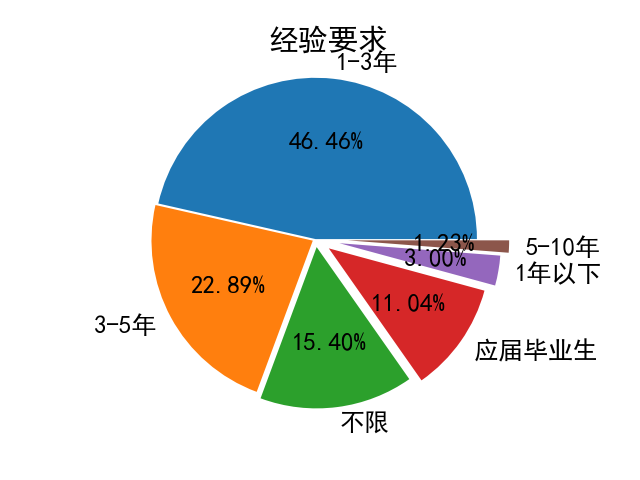 经验要求
1-3年
46.46%
1.23%
5-10年
3.00%
1年以下
22.89%
11.04%
3-5年
15.40%
应届毕业生
不限